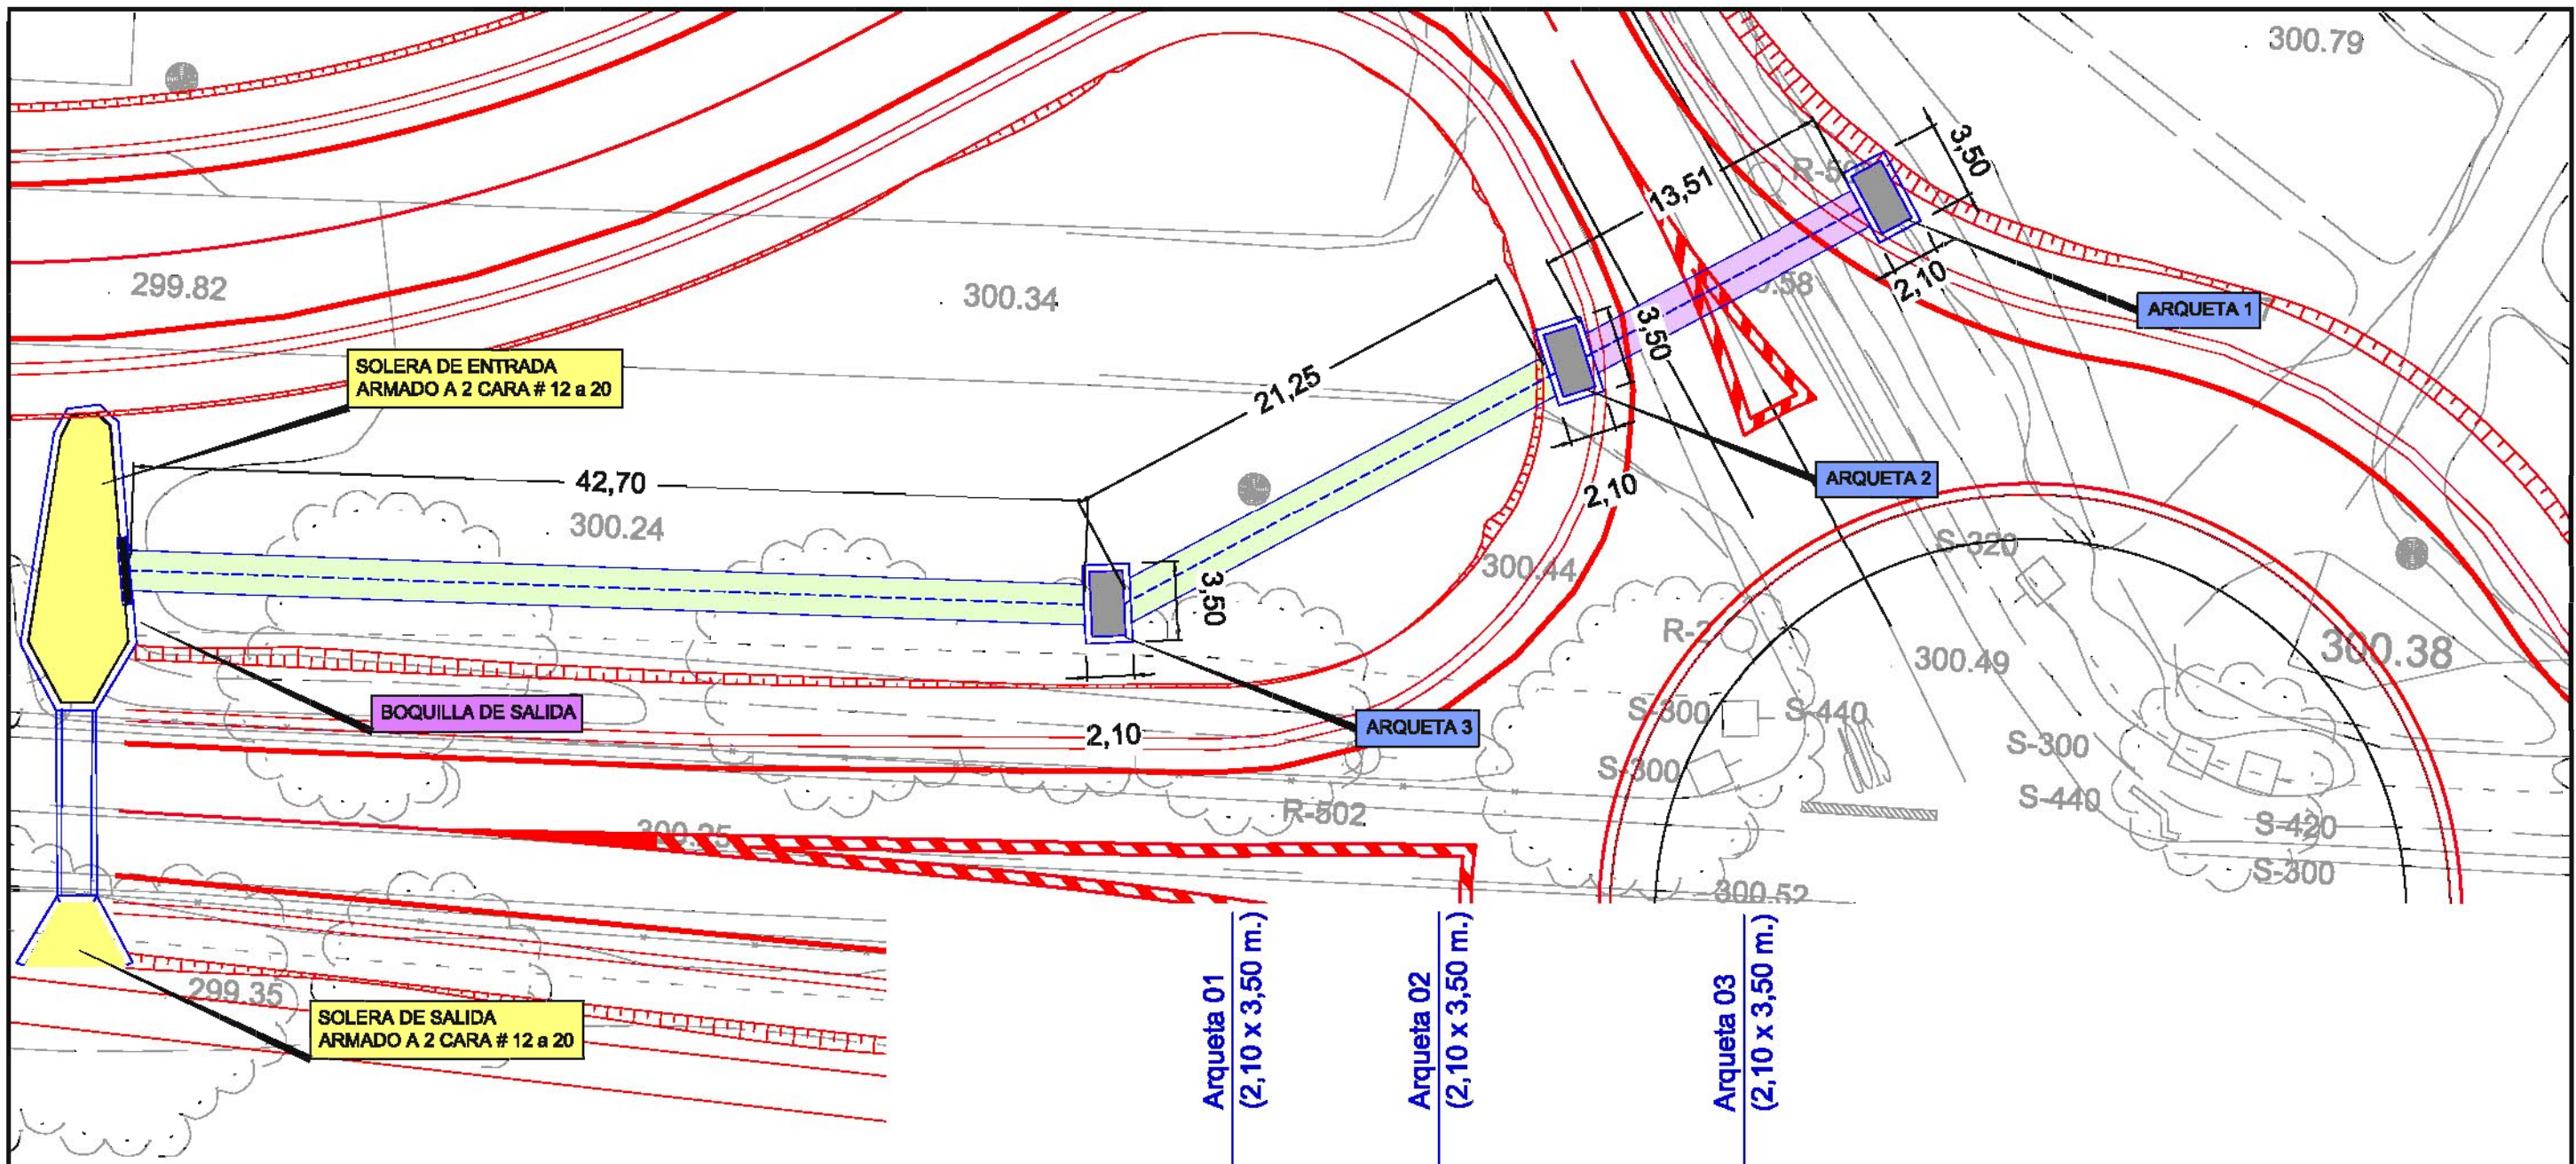 300.79
3,50
13,51
2,10
299.82
300.34
ARQUETA 1
3,50
SOLERA DE ENTRADA
ARMADO A 2 CARA # 12 a 20
21,25
42,70
ARQUETA 2
2,10
300.24
S-320
300.44
3,50
R-2
300.49
300.38
BOQUILLA DE SALIDA
ARQUETA 3
2,10
S-300
S-440
S-300
S-300
S-440
R-502
300.25
S-420
S-300
300.52
299.35
SOLERA DE SALIDA
ARMADO A 2 CARA # 12 a 20
Arqueta 01
(2,10 x 3,50 m.)
Arqueta 02
(2,10 x 3,50 m.)
Arqueta 03
(2,10 x 3,50 m.)